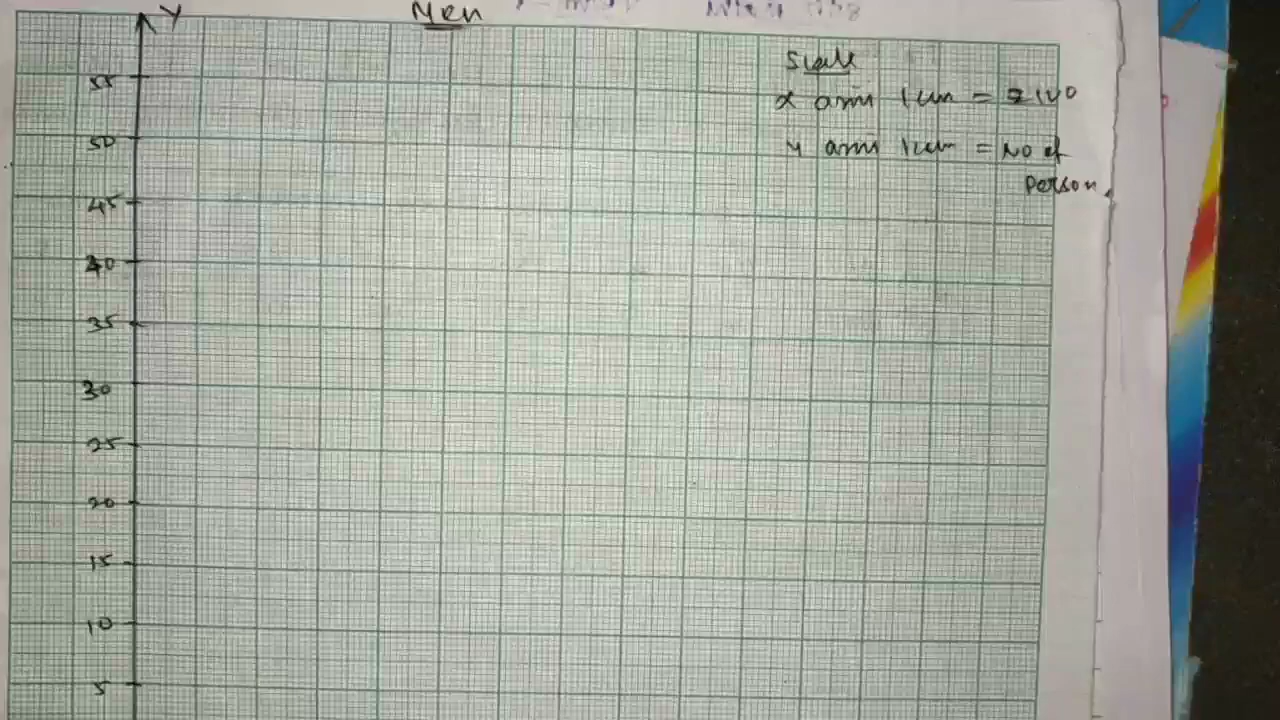 Y
Men
Scale
x axis 1cm = 2100
y axis 1cm = No of
person.
55
50
45
40
35
30
25
20
15
10
5